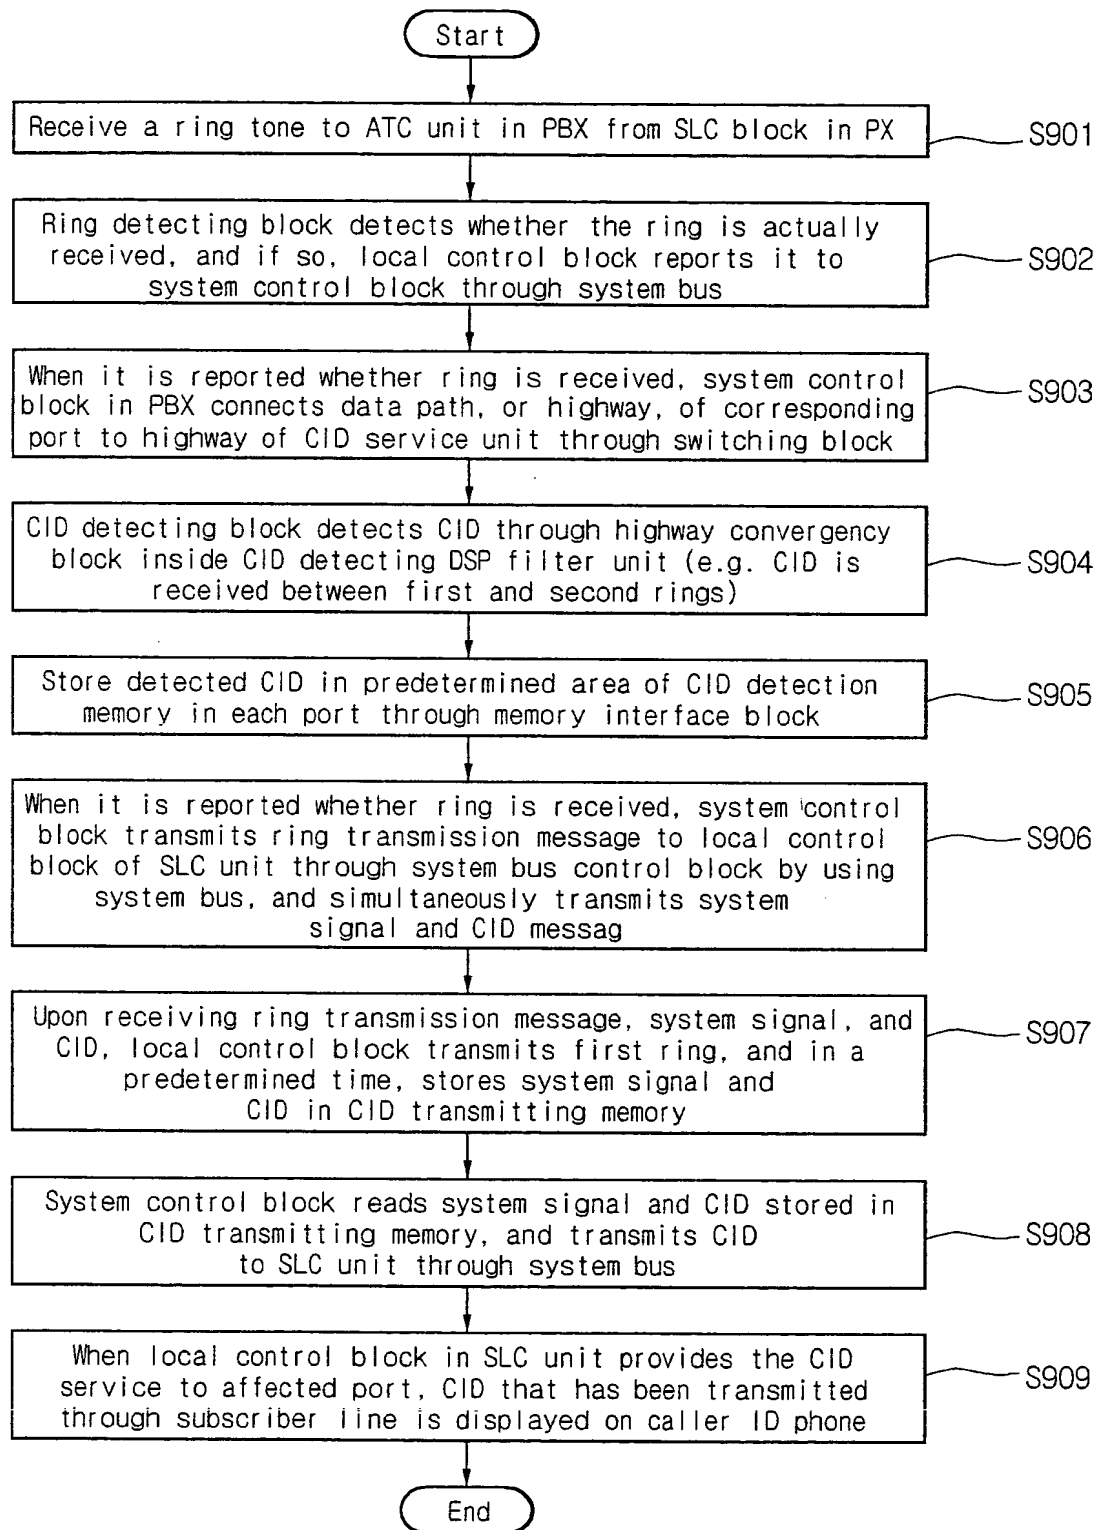 Start
Receive a ring tone to ATC unit in PBX from SLC block in PX
S901
Ring detecting block detects whether the ring is actually
received, and if so, local control block reports it to
system control block through system bus
S902
When it is reported whether ring is received, system control
block in PBX connects data path, or highway, of corresponding
port to highway of CID service unit through switching block
S903
CID detecting block detects CID through highway convergency
block inside CID detecting DSP filter unit (e.g. CID is
received between first and second rings)
S904
Store detected CID in predetermined area of CID detection
memory in each port through memory interface block
S905
When it is reported whether ring is received, system control
block transmits ring transmission message to local control
block of SLC unit through system bus control block by using
system bus, and simultaneously transmits system
signal and CID messag
S906
Upon receiving ring transmission message, system signal, and
CID, local control block transmits first ring, and in a
predetermined time, stores system signal and
CID in CID transmitting memory
S907
System control block reads system signal and CID stored in
CID transmitting memory, and transmits CID
to SLC unit through system bus
S908
When local control block in SLC unit provides the CID
service to affected port, CID that has been transmitted
through subscriber line is displayed on caller ID phone
S909
End